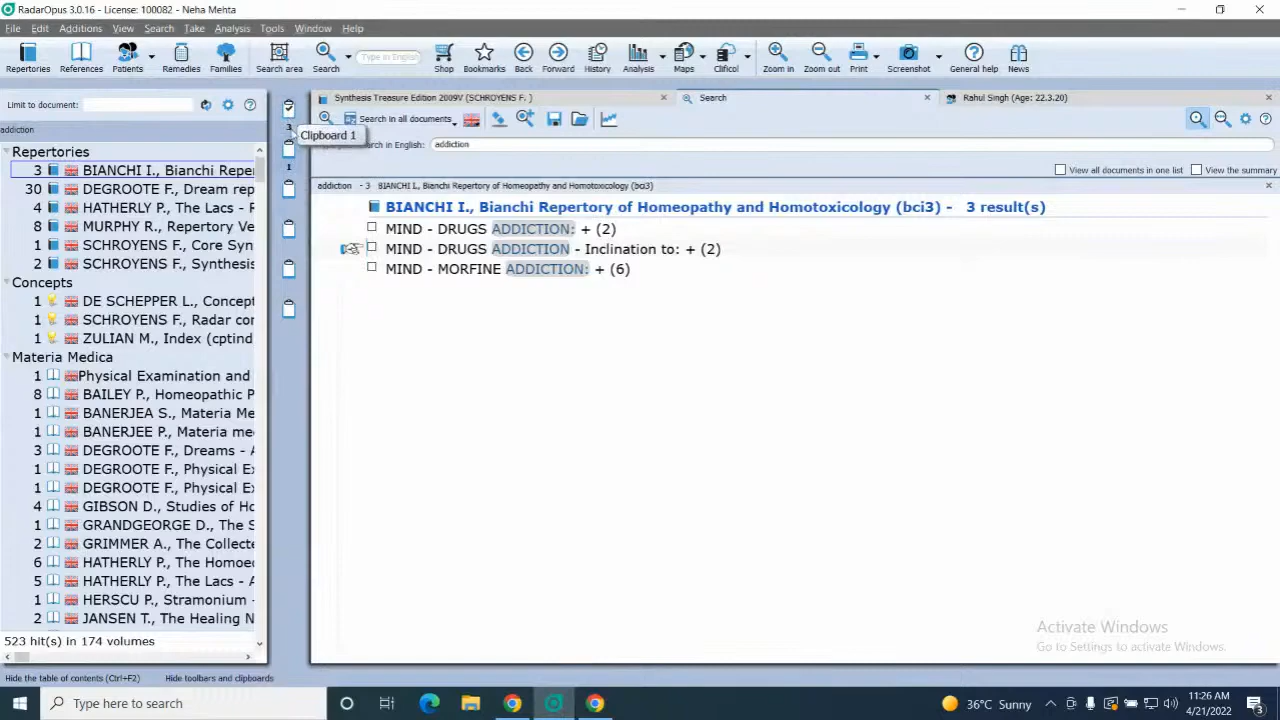 RadarOpus 3.0.16 - License: 100082 - Neha Mehta
File Edit Additions View Search Take Analysis Tools Window Help
Type in English
Repertories References Patients Remedies Families Search area Search Shop Bookmarks Back Forward History Analysis Maps Clificol Zoom in Zoom out Print Screenshot General help News
Limit to document:
addiction
Repertories
3 BIANCHI I., Bianchi Reper
30 DEGROOTE F., Dream rep
4 HATHERLY P., The Lacs - F
8 MURPHY R., Repertory Ve
1 SCHROYENS F., Core Syn
2 SCHROYENS F., Synthesis
Concepts
1 DE SCHEPPER L., Concept
1 SCHROYENS F., Radar cor
1 ZULIAN M., Index (cptind
Materia Medica
1 Physical Examination and
8 BAILEY P., Homeopathic P
1 BANERJEA S., Materia Me
1 BANERJEE P., Materia me
3 DEGROOTE F., Dreams - A
1 DEGROOTE F., Physical Ex
1 DEGROOTE F., Physical E
4 GIBSON D., Studies of Ho
1 GRANDGEORGE D., The S
2 GRIMMER A., The Collecte
6 HATHERLY P., The Homoe
5 HATHERLY P., The Lacs - A
1 HERSCU P., Stramonium -
2 JANSEN T., The Healing N
523 hit(s) in 174 volumes
Hide the table of contents (Ctrl+F2) Hide toolbars and clipboards
3
Clipboard 1
1
Synthesis Treasure Edition 2009V (SCHROYENS F. ) Search Rahul Singh (Age: 22.3.20)
Search in all documents
rch in English: addiction
View all documents in one list View the summary
addiction - 3 BIANCHI I., Bianchi Repertory of Homeopathy and Homotoxicology (bci3)
BIANCHI I., Bianchi Repertory of Homeopathy and Homotoxicology (bci3) - 3 result(s)
MIND - DRUGS ADDICTION: + (2)
MIND - DRUGS ADDICTION - Inclination to: + (2)
MIND - MORFINE ADDICTION: + (6)
Activate Windows
Go to Settings to activate Windows.
Type here to search
36°C Sunny
11:26 AM
4/21/2022
3